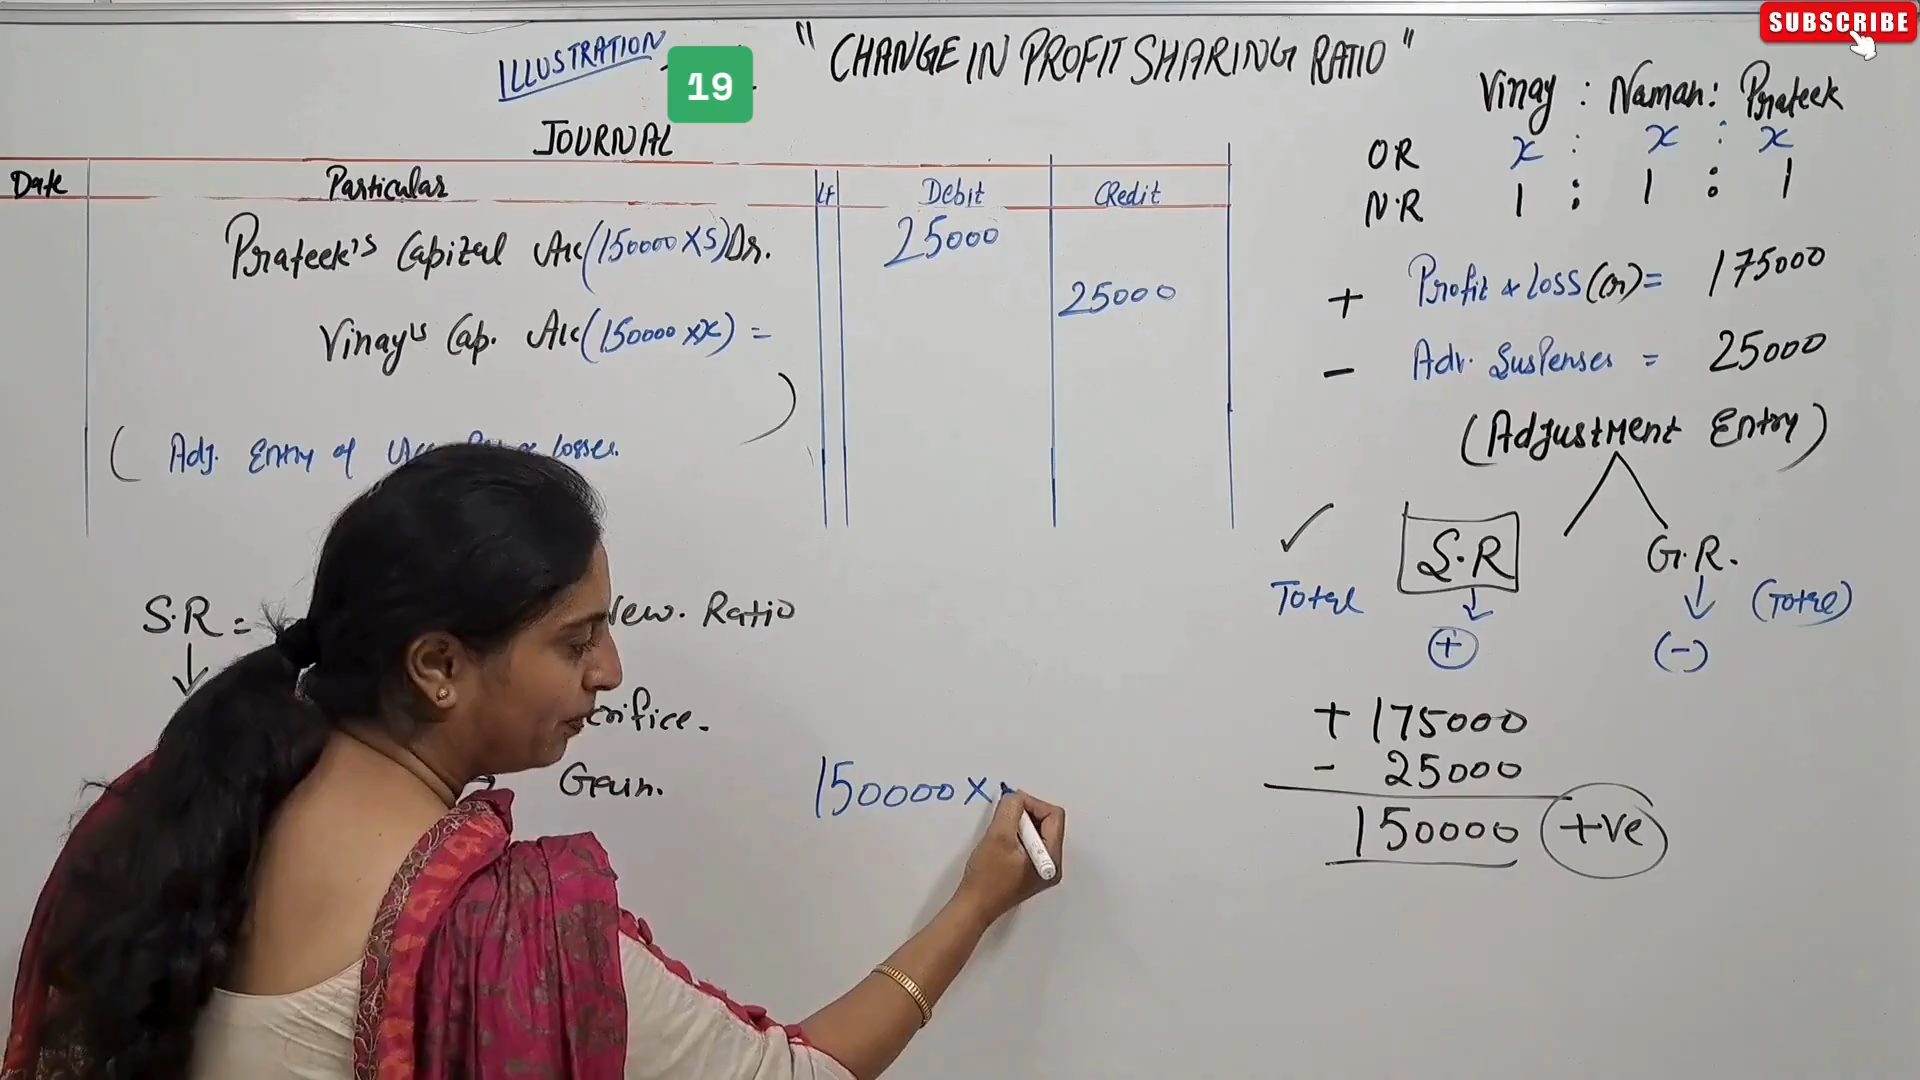 SUBSCRIBE
ILLUSTRATION 19
"CHANGE IN PROFIT SHARING RATIO"
JOURNAL
Date Particular Lf Debit Credit
Prateek's Capital A/c (150000 X S) Dr. 25000
25000
Vinay's Cap. A/c (150000 X x) =
( Adj. Entry of losses. )
S.R = New. Ratio
Gain.
150000 X
Vinay : Naman : Prateek
OR x : x : x
N.R 1 : 1 : 1
+ Profit & Loss (Cr) = 175000
- Adv. Suspenses = 25000
(Adjustment Entry)
✓ S.R G.R.
Total ↓ ↓ (Total)
(+) (-)
+ 175000
- 25000
150000 +ve